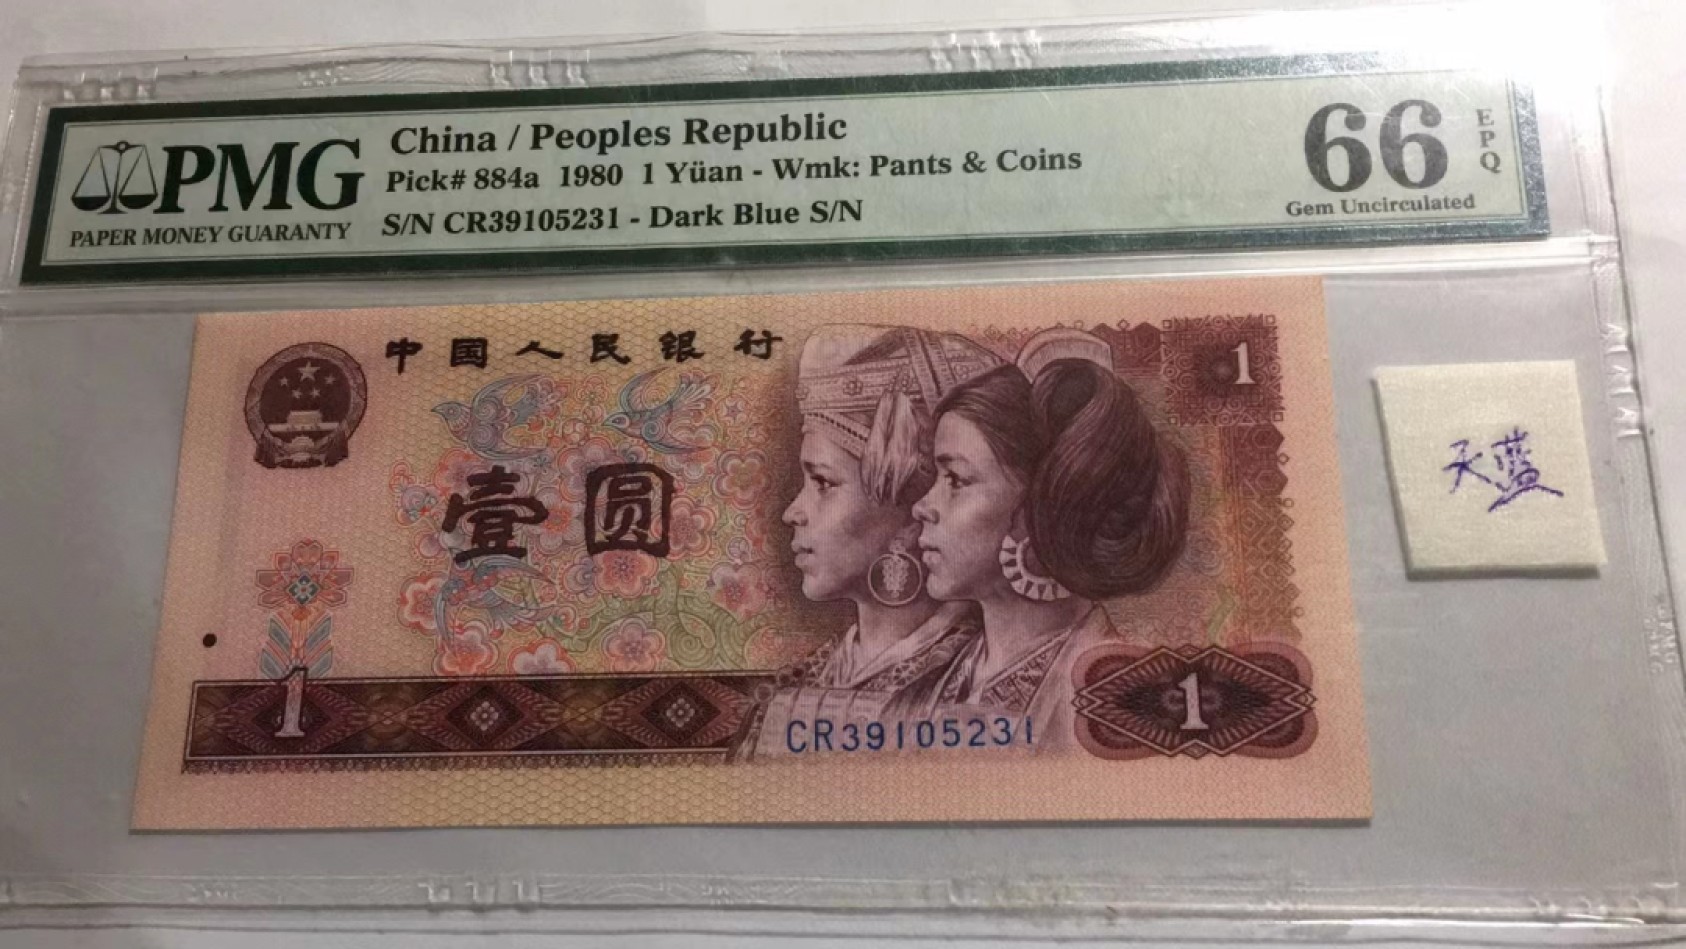 PMG
PAPER MONEY GUARANTY
China / Peoples Republic
Pick# 884a 1980 1 Yüan - Wmk: Pants & Coins
S/N CR39105231 - Dark Blue S/N
66 EPQ
Gem Uncirculated
中国人民银行
1
壹圆
天蓝
1
1
CR39105231